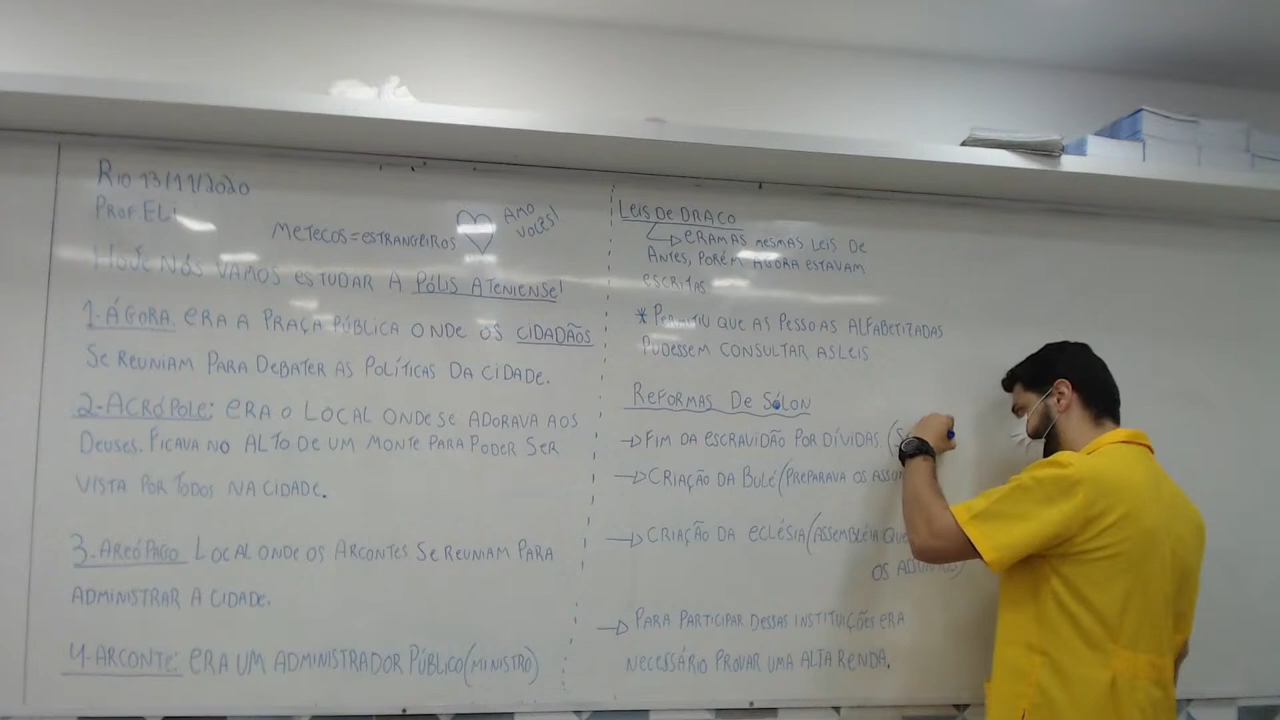 Rio 13/11/2020
Prof Eli
METECOS = ESTRANGEIROS
AMO
VOCÊS!
HOJE NÓS VAMOS ESTUDAR A PÓLIS ATENIENSE!
1-ÁGORA. ERA A PRAÇA PÚBLICA ONDE OS CIDADÃOS
SE REUNIAM PARA DEBATER AS POLÍTICAS DA CIDADE.
2-ACRÓPOLE: ERA O LOCAL ONDE SE ADORAVA AOS
DEUSES. FICAVA NO ALTO DE UM MONTE PARA PODER SER
VISTA POR TODOS NA CIDADE.
3-AREÓPAGO LOCAL ONDE OS ARCONTES SE REUNIAM PARA
ADMINISTRAR A CIDADE.
4-ARCONTE: ERA UM ADMINISTRADOR PÚBLICO (MINISTRO)
LEIS DE DRACO
ERAM AS MESMAS LEIS DE
ANTES, PORÉM AGORA ESTAVAM
ESCRITAS
* PERMITIU QUE AS PESSOAS ALFABETIZADAS
PUDESSEM CONSULTAR AS LEIS
REFORMAS DE SÓLON
→ FIM DA ESCRAVIDÃO POR DÍVIDAS (
→ CRIAÇÃO DA BULÉ (PREPARAVA OS
→ CRIAÇÃO DA ECLÉSIA (ASSEMBLÉIA QUE
OS
→ PARA PARTICIPAR DESSAS INSTITUIÇÕES ERA
NECESSÁRIO PROVAR UMA ALTA RENDA.